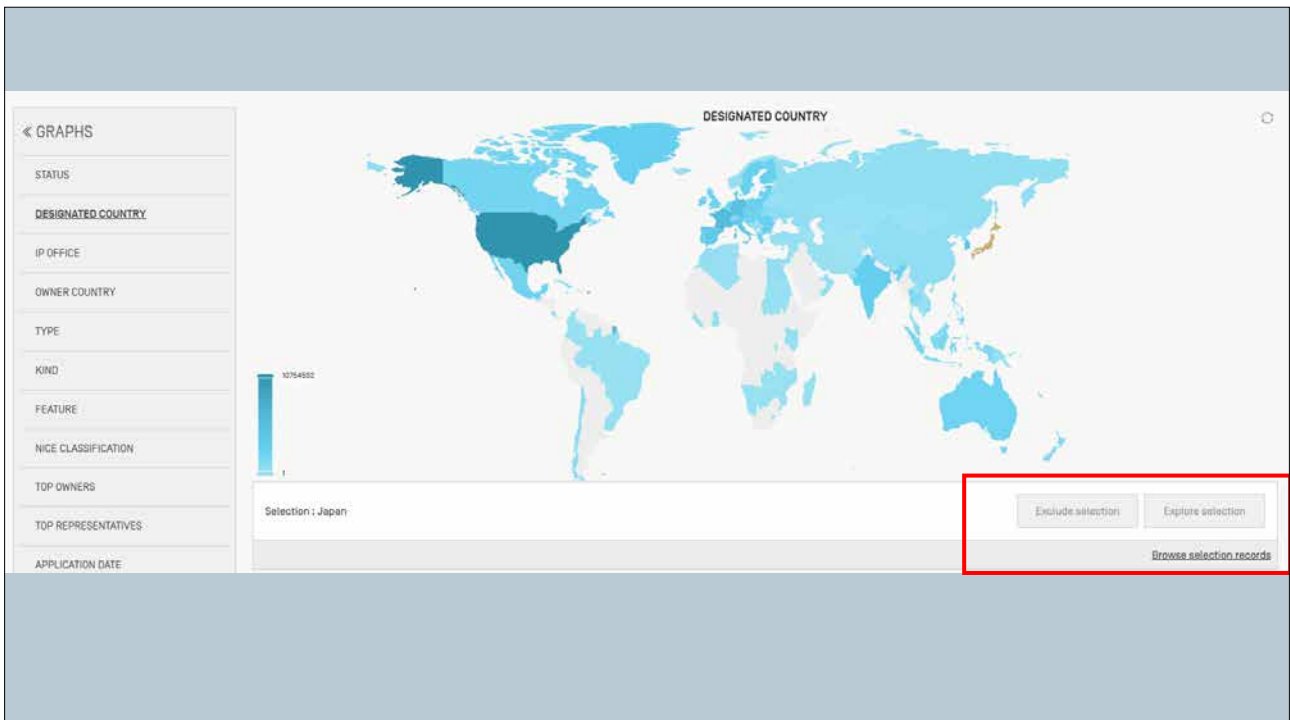 « GRAPHS
STATUS
DESIGNATED COUNTRY
IP OFFICE
OWNER COUNTRY
TYPE
KIND
FEATURE
NICE CLASSIFICATION
TOP OWNERS
TOP REPRESENTATIVES
APPLICATION DATE
DESIGNATED COUNTRY
10754502
1
Selection : Japan
Exclude selection
Explore selection
Browse selection records